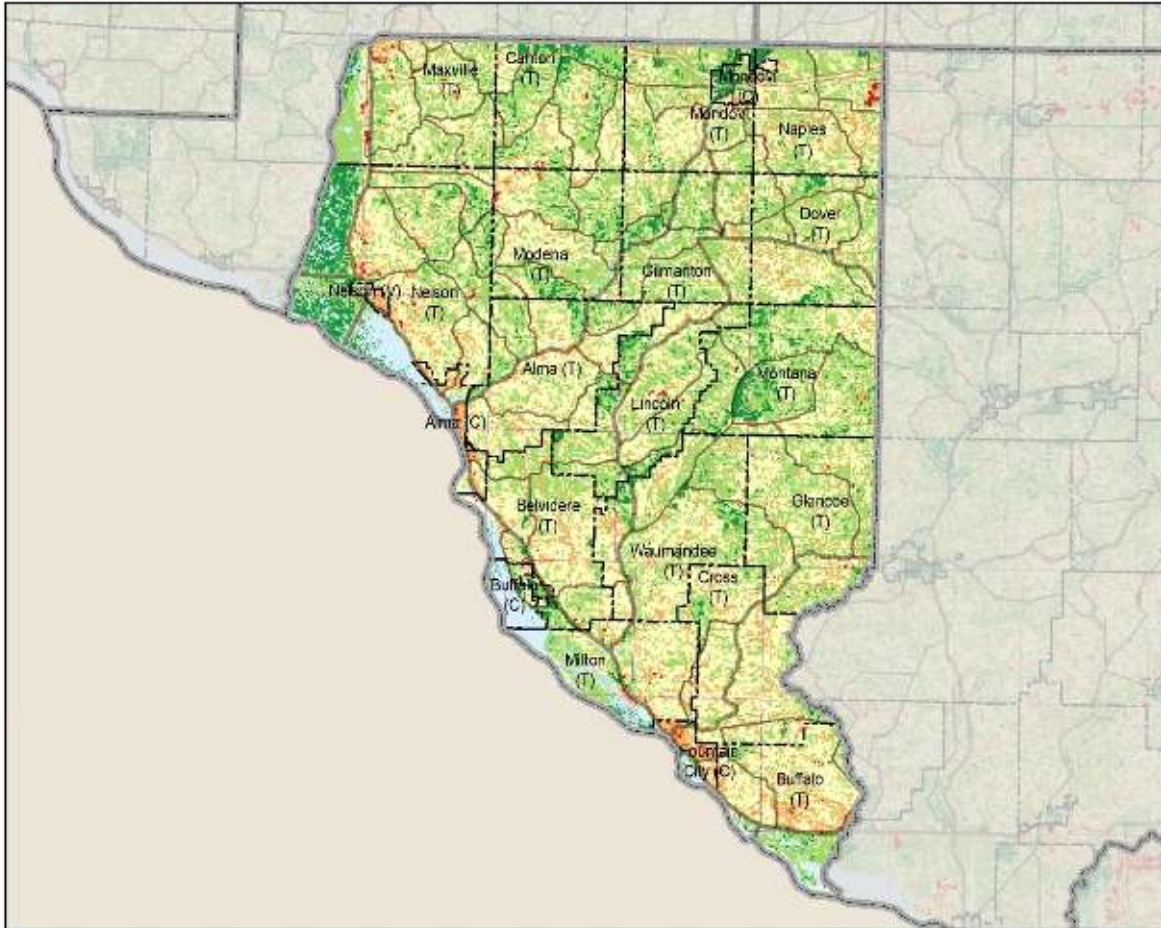 Maxville
(T)
Canton
(T)
Mondovi
(C)
Mondovi
(T)
Naples
(T)
Dover
(T)
Modena
(T)
Gilmanton
(T)
Nelson (V)
Nelson
(T)
Alma (T)
Montana
(T)
Lincoln
(T)
Alma (C)
Belvidere
(T)
Glencoe
(T)
Waumandee
(T)
Cross
(T)
Buffalo
(C)
Milton
(T)
Fountain
City (C)
Buffalo
(T)